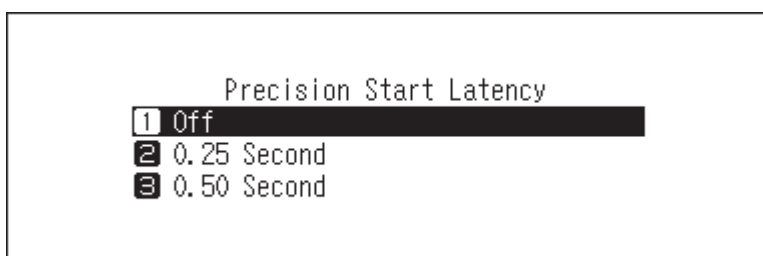 Precision Start Latency
1 Off
2 0.25 Second
3 0.50 Second